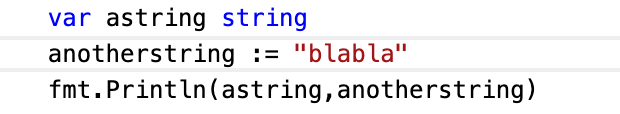 var astring string
anotherstring := "blabla"
fmt.Println(astring,anotherstring)